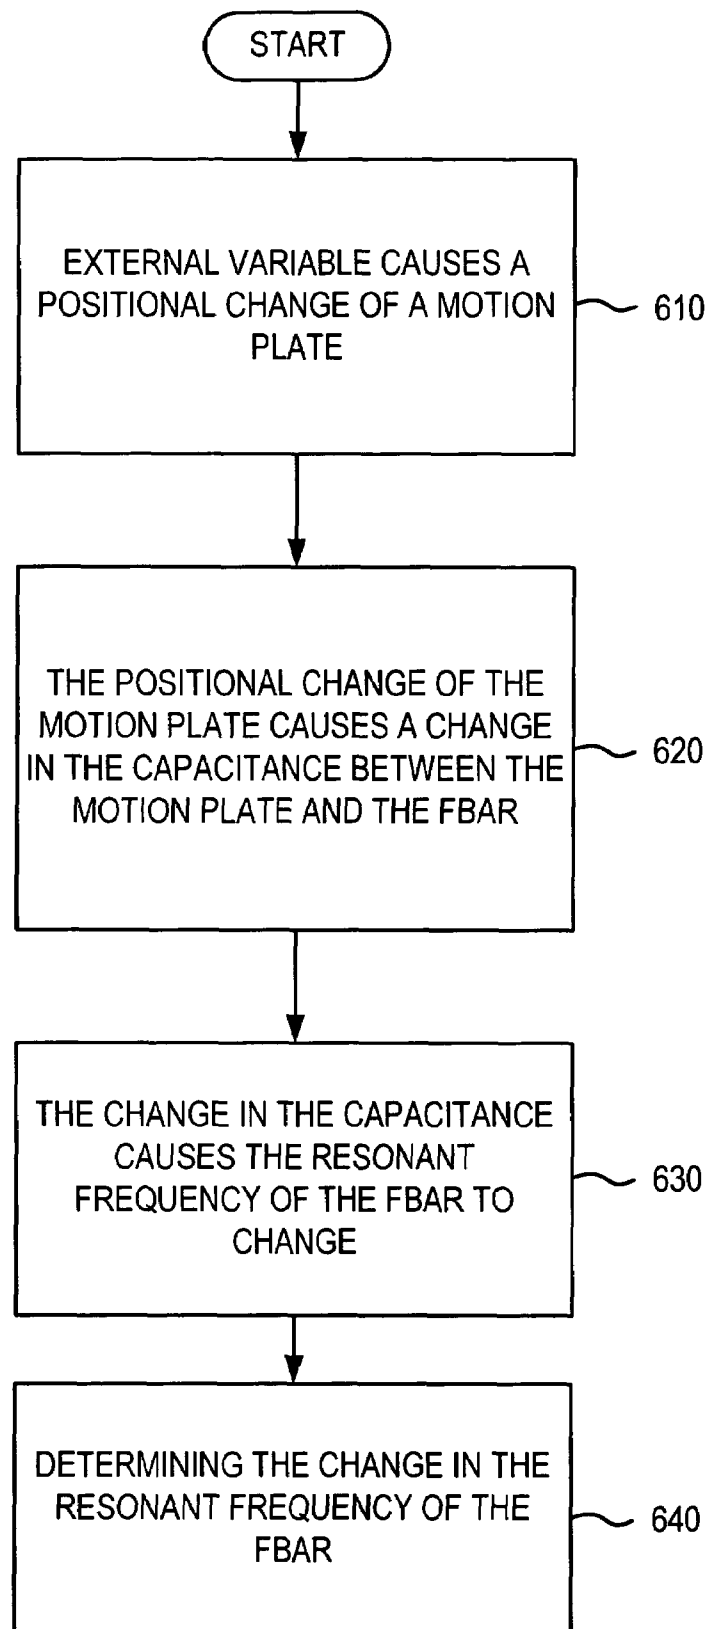 START
EXTERNAL VARIABLE CAUSES A
POSITIONAL CHANGE OF A MOTION
PLATE
610
THE POSITIONAL CHANGE OF THE
MOTION PLATE CAUSES A CHANGE
IN THE CAPACITANCE BETWEEN THE
MOTION PLATE AND THE FBAR
620
THE CHANGE IN THE CAPACITANCE
CAUSES THE RESONANT
FREQUENCY OF THE FBAR TO
CHANGE
630
DETERMINING THE CHANGE IN THE
RESONANT FREQUENCY OF THE
FBAR
640